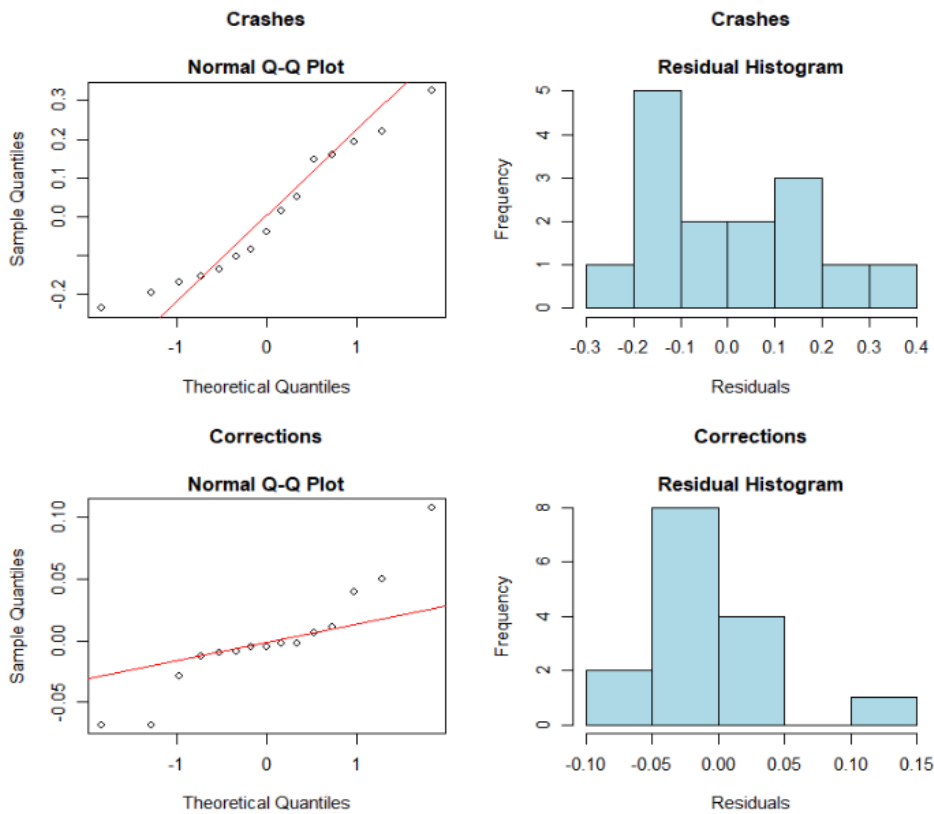 Crashes
Normal Q-Q Plot
Sample Quantiles
0.3
0.2
0.1
0.0
-0.2
-1 0 1
Theoretical Quantiles
Crashes
Residual Histogram
Frequency
5
4
3
2
1
0
-0.3 -0.2 -0.1 0.0 0.1 0.2 0.3 0.4
Residuals
Corrections
Normal Q-Q Plot
Sample Quantiles
0.10
0.05
0.00
-0.05
-1 0 1
Theoretical Quantiles
Corrections
Residual Histogram
Frequency
8
6
4
2
0
-0.10 -0.05 0.00 0.05 0.10 0.15
Residuals